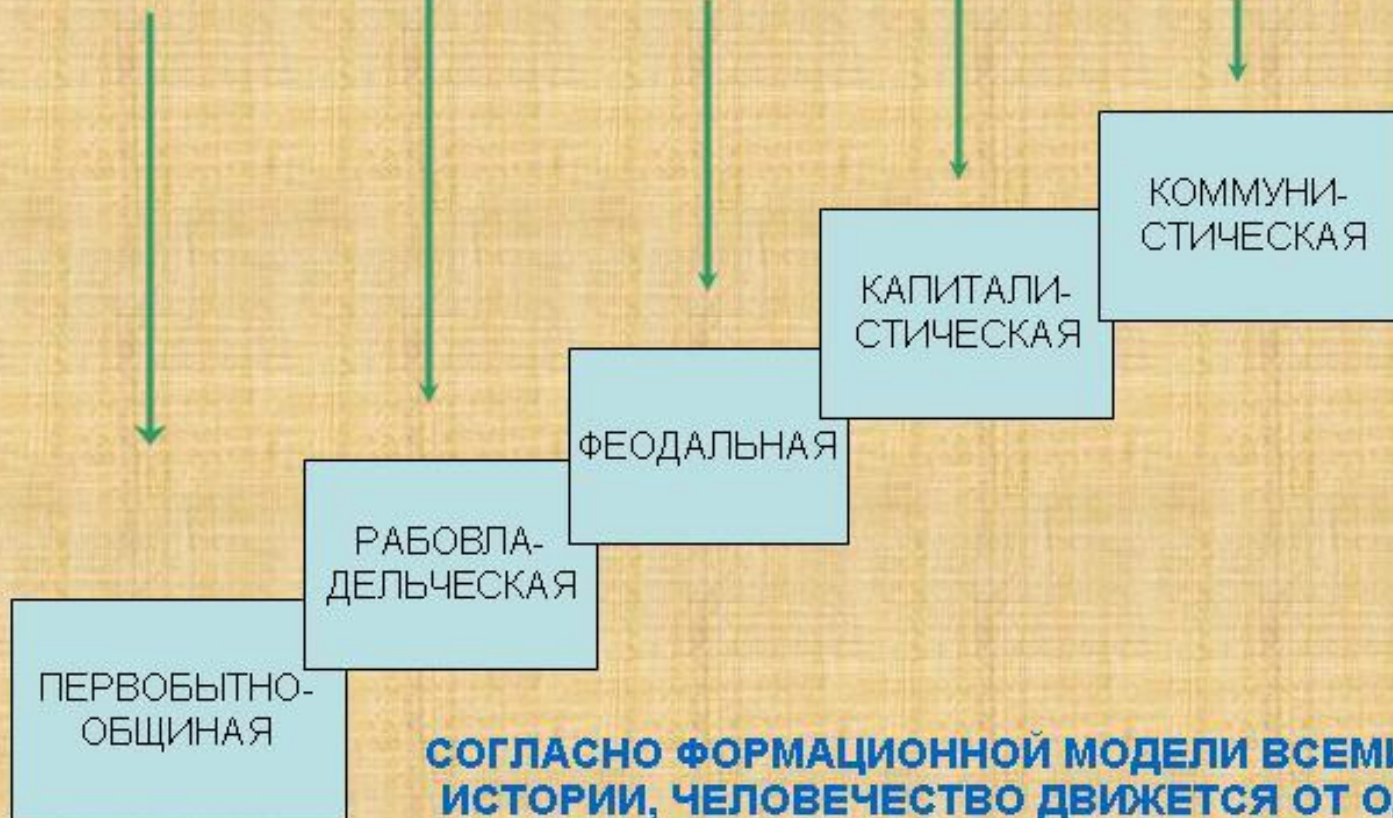 КОММУНИ-
СТИЧЕСКАЯ
КАПИТАЛИ-
СТИЧЕСКАЯ
ФЕОДАЛЬНАЯ
РАБОВЛА-
ДЕЛЬЧЕСКАЯ
ПЕРВОБЫТНО-
ОБЩИНАЯ
СОГЛАСНО ФОРМАЦИОННОЙ МОДЕЛИ
ИСТОРИИ, ЧЕЛОВЕЧЕСТВО ДВИЖЕТСЯ ОТ